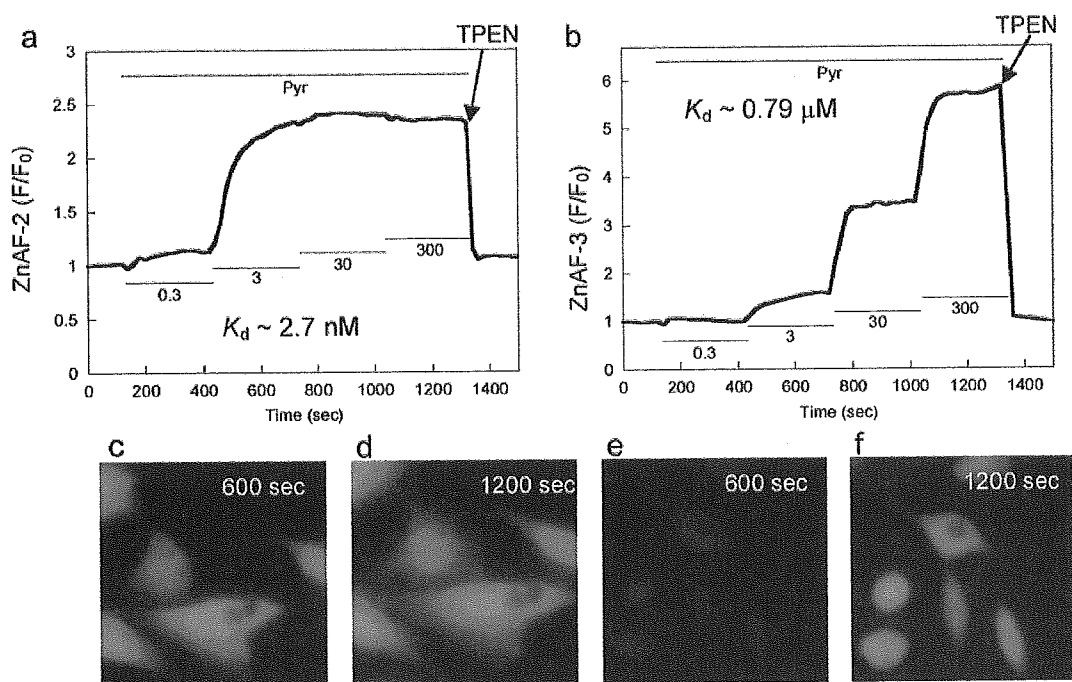 a
TPEN
3
2.5
2
1.5
1
0.5
0
ZnAF-2 (F/F0)
Pyr
0.3
3
30
300
Kd ~ 2.7 nM
0 200 400 600 800 1000 1200 1400
Time (sec)
b
TPEN
6
5
4
3
2
1
0
ZnAF-3 (F/F0)
Pyr
Kd ~ 0.79 μM
0.3
3
30
300
0 200 400 600 800 1000 1200 1400
Time (sec)
c
600 sec
d
1200 sec
e
600 sec
f
1200 sec